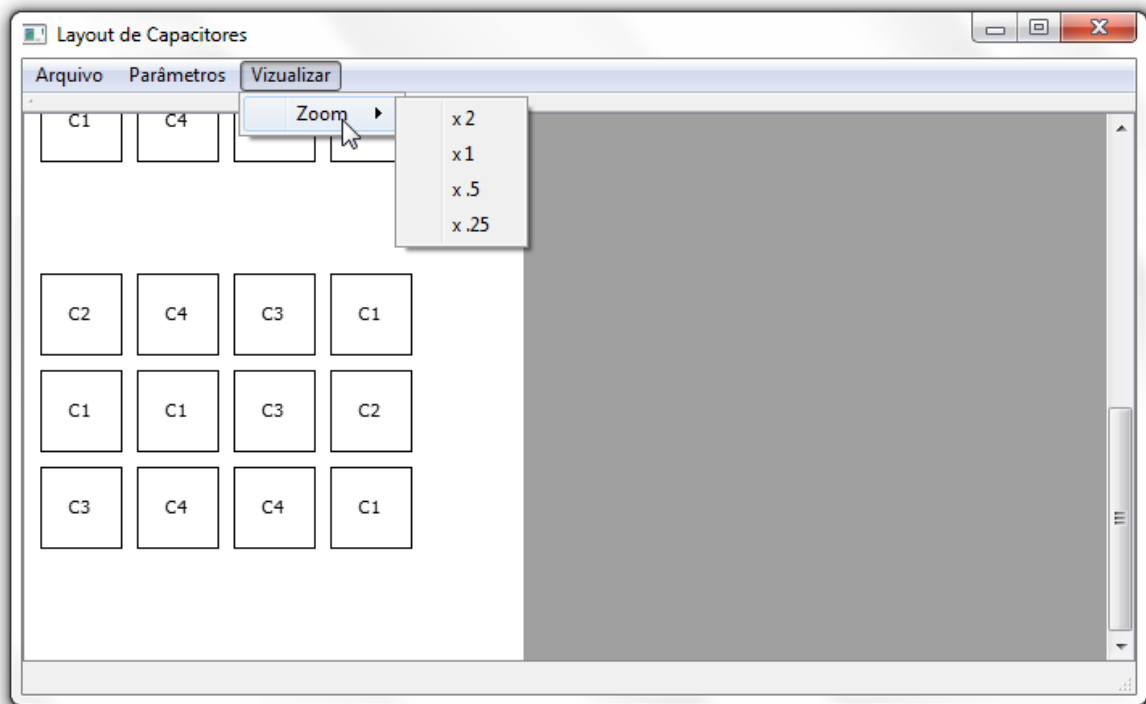 Layout de Capacitores
Arquivo Parâmetros Vizualizar
Zoom
x 2
x 1
x .5
x .25
C1 C4
C2 C4 C3 C1
C1 C1 C3 C2
C3 C4 C4 C1